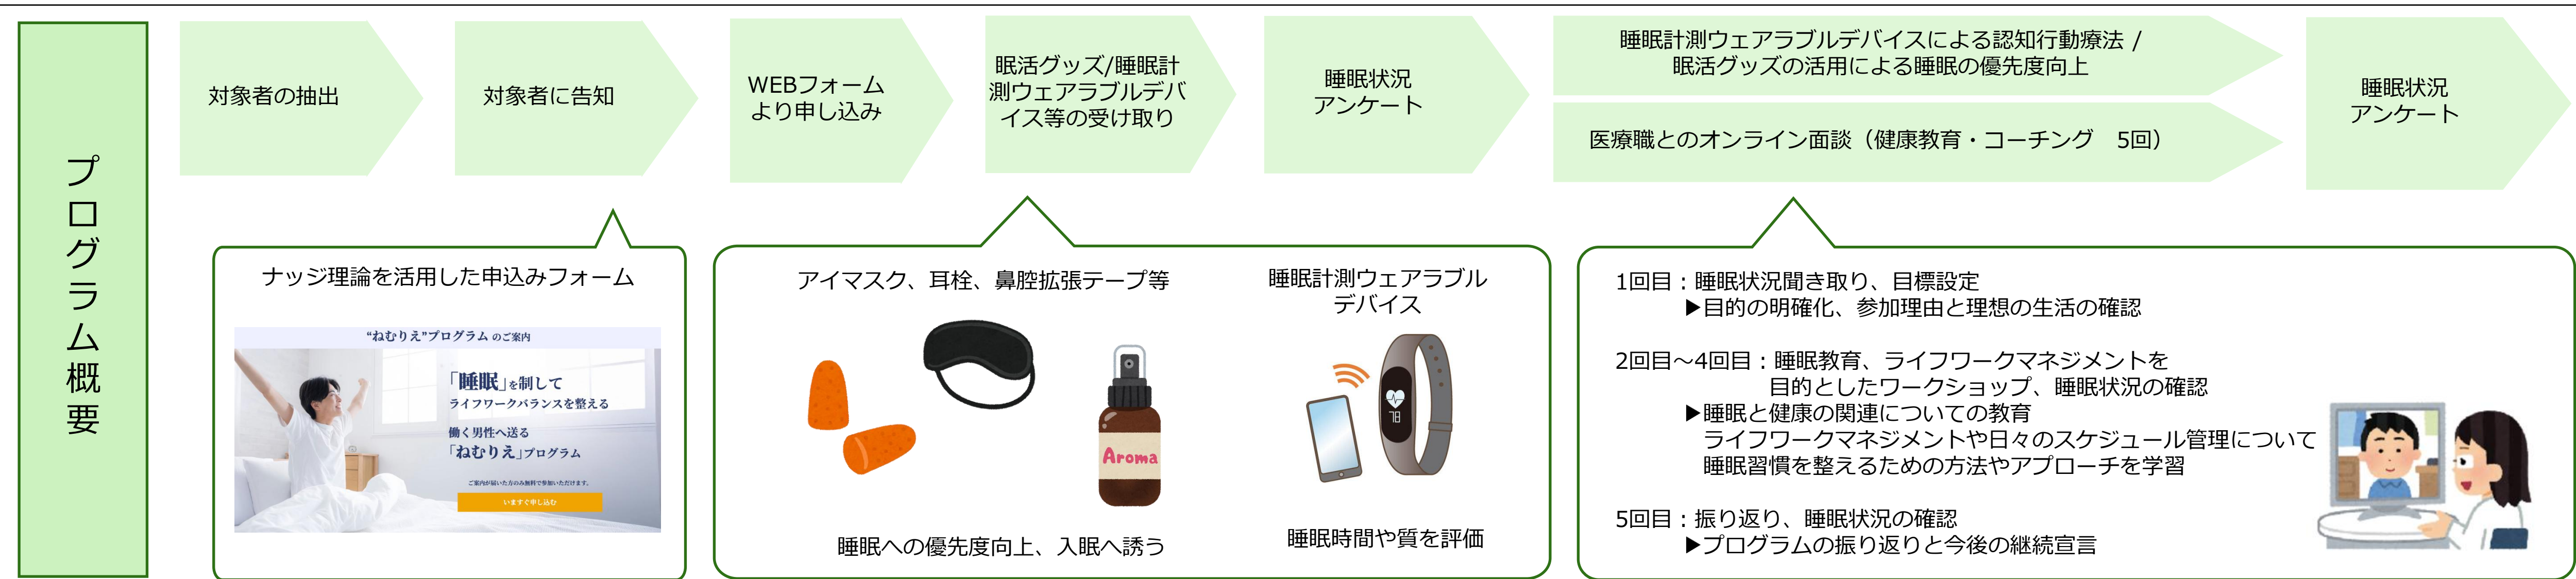 プログラム概要
対象者の抽出
対象者に告知
WEBフォーム
より申し込み
眠活グッズ/睡眠計
測ウェアラブルデバ
イス等の受け取り
睡眠状況
アンケート
睡眠計測ウェアラブルデバイスによる認知行動療法 /
眠活グッズの活用による睡眠の優先度向上
医療職とのオンライン面談（健康教育・コーチング　5回）
睡眠状況
アンケート
ナッジ理論を活用した申込みフォーム
“ねむりえ”プログラム のご案内
「睡眠」を制して
ライフワークバランスを整える
働く男性へ送る
「ねむりえ」プログラム
ご案内が届いた方のみ無料で参加いただけます。
いますぐ申し込む
アイマスク、耳栓、鼻腔拡張テープ等
Aroma
睡眠への優先度向上、入眠へ誘う
睡眠計測ウェアラブル
デバイス
78
睡眠時間や質を評価
1回目：睡眠状況聞き取り、目標設定
▶目的の明確化、参加理由と理想の生活の確認
2回目～4回目：睡眠教育、ライフワークマネジメントを
目的としたワークショップ、睡眠状況の確認
▶睡眠と健康の関連についての教育
ライフワークマネジメントや日々のスケジュール管理について
睡眠習慣を整えるための方法やアプローチを学習
5回目：振り返り、睡眠状況の確認
▶プログラムの振り返りと今後の継続宣言